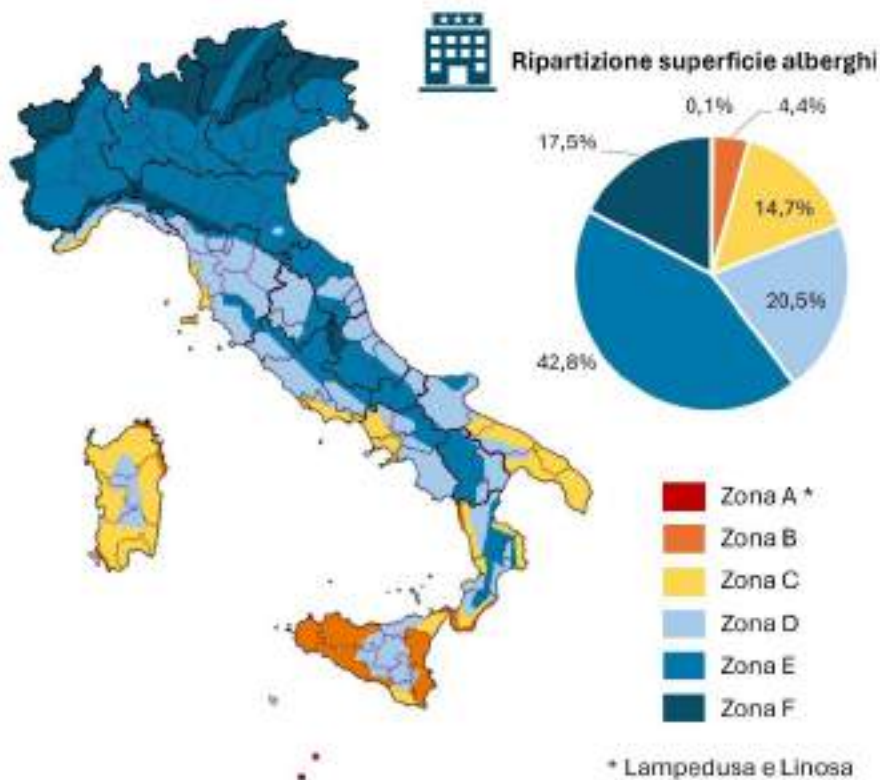 Ripartizione superficie alberghi
0,1%
4,4%
17,5%
14,7%
20,5%
42,8%
Zona A *
Zona B
Zona C
Zona D
Zona E
Zona F
* Lampedusa e Linosa